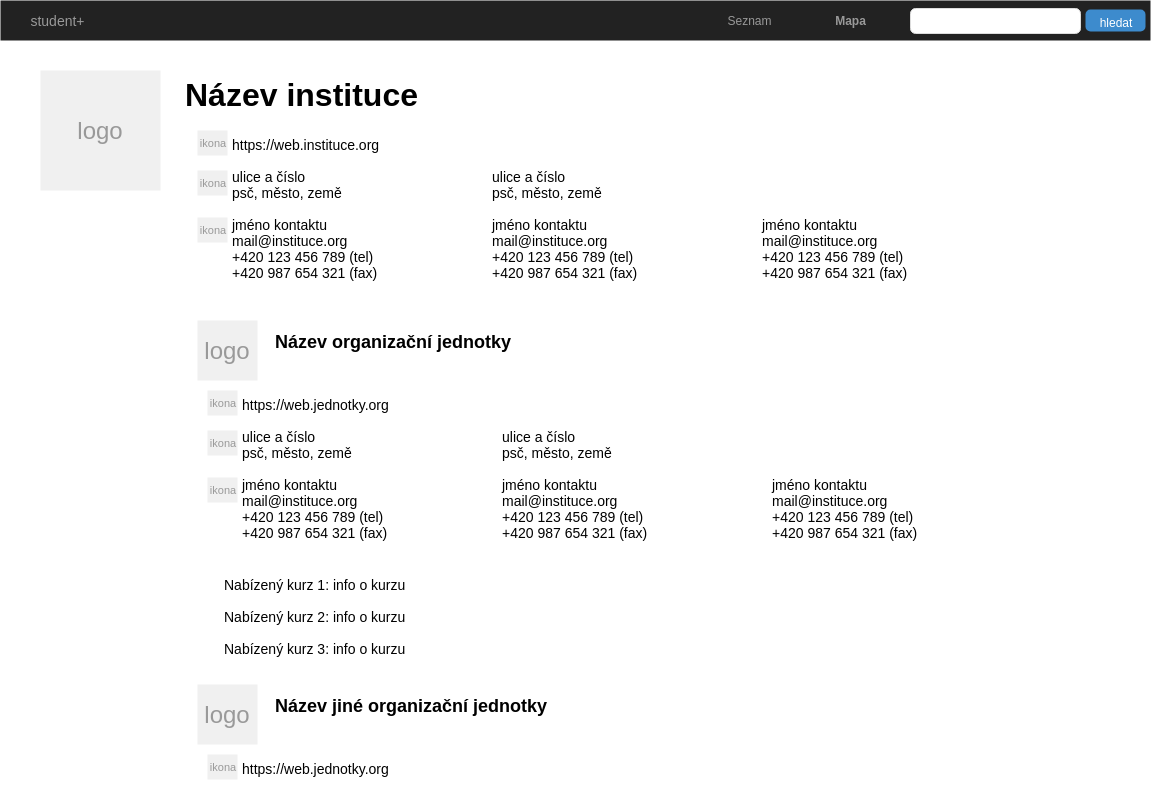 student+ Seznam Mapa hledat
logo
Název instituce
ikona https://web.instituce.org
ikona ulice a číslo ulice a číslo
psč, město, země psč, město, země
ikona jméno kontaktu jméno kontaktu jméno kontaktu
mail@instituce.org mail@instituce.org mail@instituce.org
+420 123 456 789 (tel) +420 123 456 789 (tel) +420 123 456 789 (tel)
+420 987 654 321 (fax) +420 987 654 321 (fax) +420 987 654 321 (fax)
logo Název organizační jednotky
ikona https://web.jednotky.org
ikona ulice a číslo ulice a číslo
psč, město, země psč, město, země
ikona jméno kontaktu jméno kontaktu jméno kontaktu
mail@instituce.org mail@instituce.org mail@instituce.org
+420 123 456 789 (tel) +420 123 456 789 (tel) +420 123 456 789 (tel)
+420 987 654 321 (fax) +420 987 654 321 (fax) +420 987 654 321 (fax)
Nabízený kurz 1: info o kurzu
Nabízený kurz 2: info o kurzu
Nabízený kurz 3: info o kurzu
logo Název jiné organizační jednotky
ikona https://web.jednotky.org